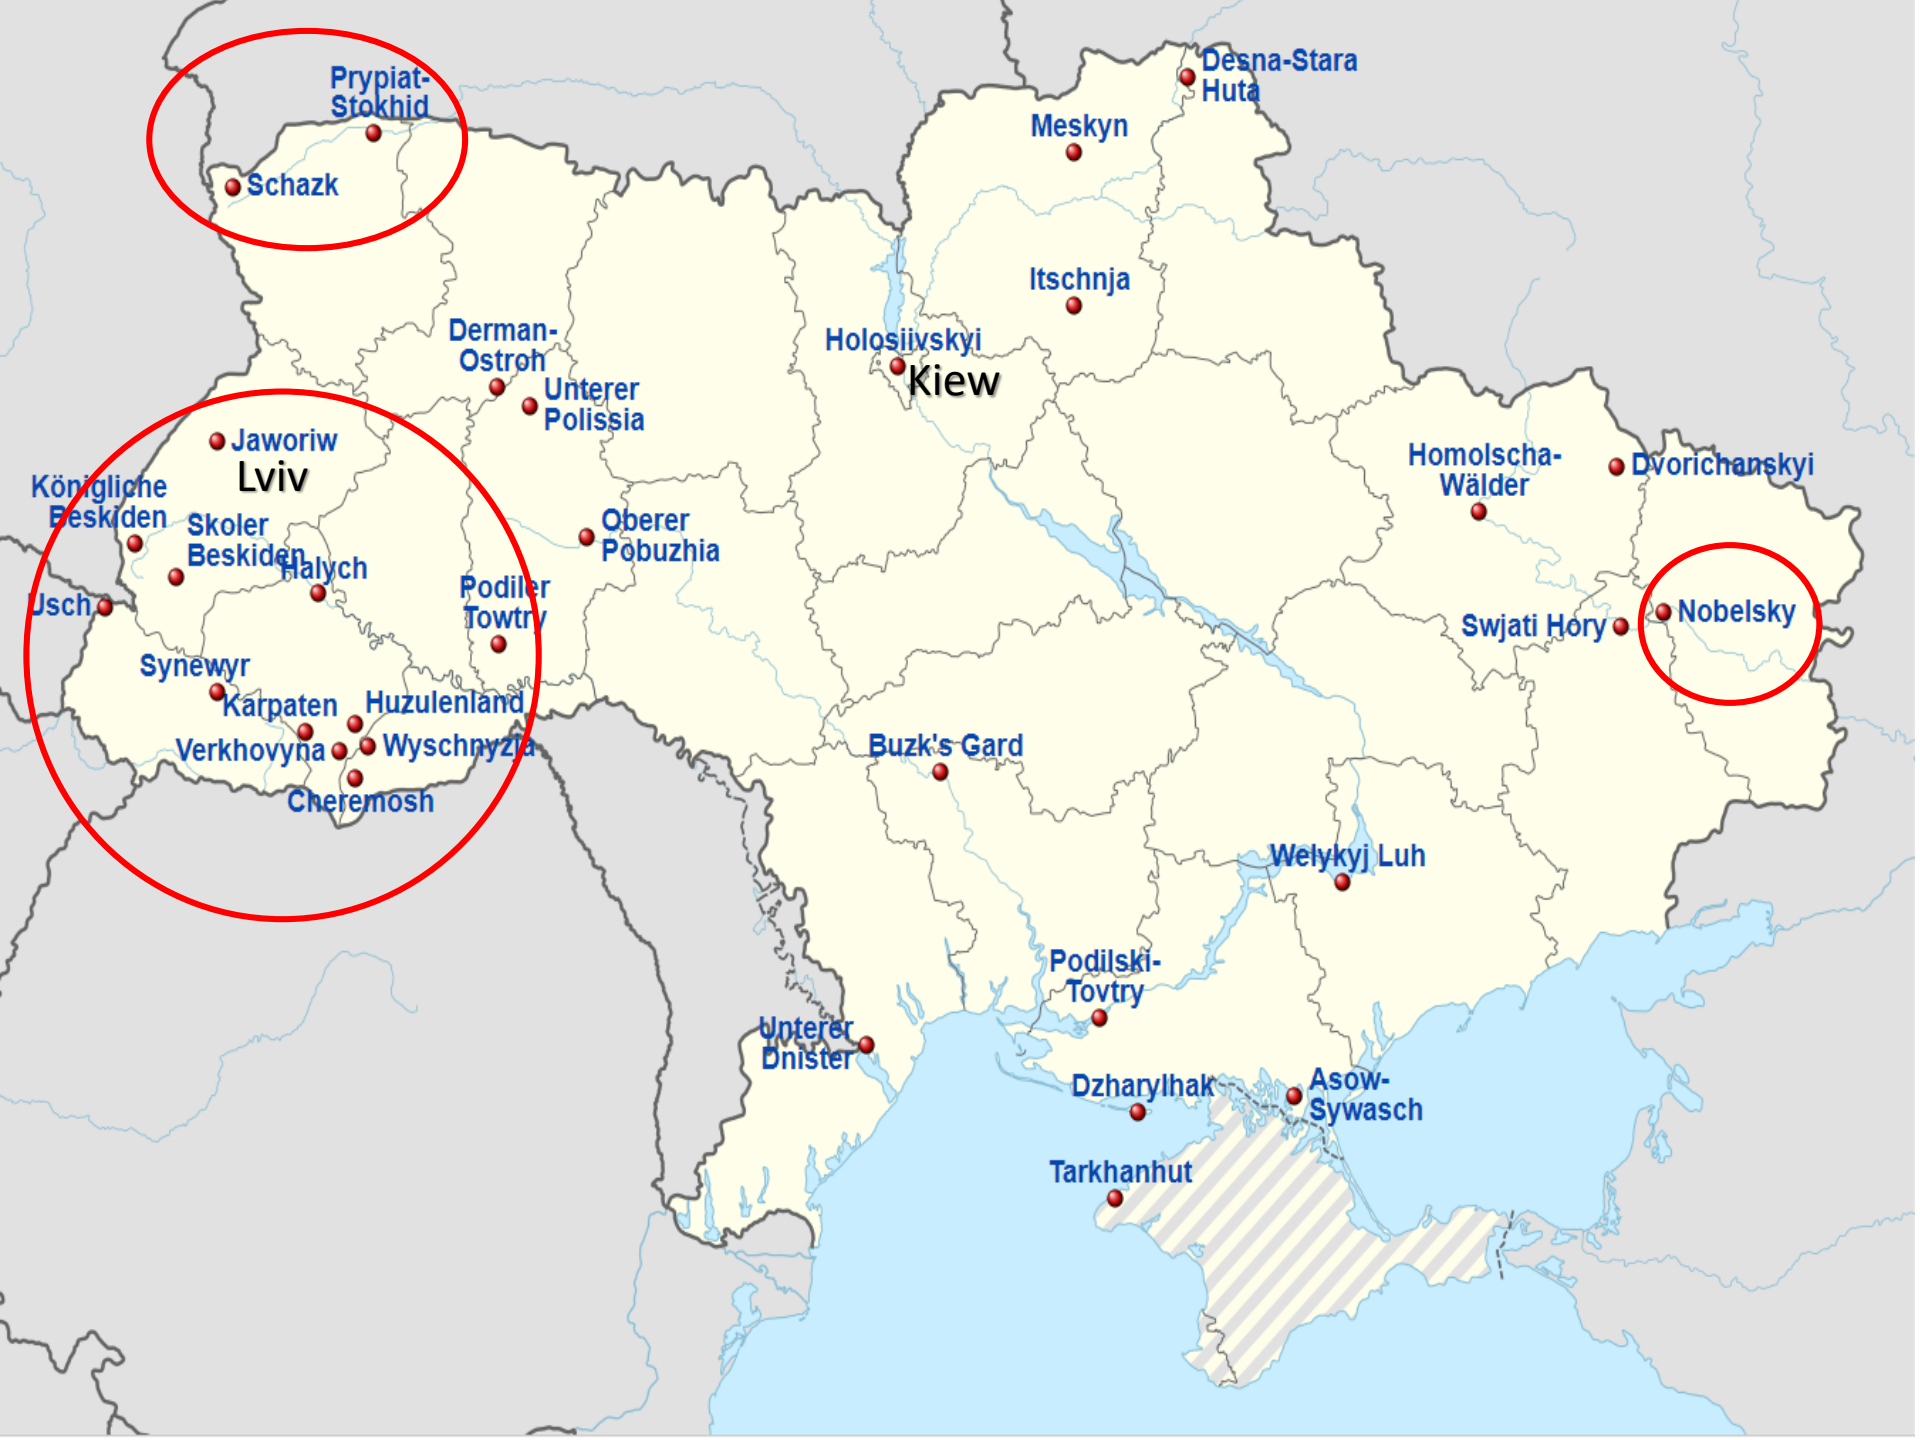 Desna-Stara
Huta
Prypiat-
Stokhid
Meskyn
Schazk
Itschnja
Derman-
Ostroh
Holosiivskyi
Kiew
Unterer
Polissia
Jaworiw
Lviv
Homolscha-
Wälder
Dvorichanskyi
Königliche
Beskiden
Skoler
Beskiden
Oberer
Pobuzhia
Halych
Podiler
Towtry
Usch
Nobelsky
Swjati Hory
Synewyr
Karpaten
Huzulenland
Verkhovyna
Wyschnyzja
Buzk's Gard
Cheremosh
Welykyj Luh
Podilski-
Tovtry
Unterer
Dnister
Dzharylhak
Asow-
Sywasch
Tarkhanhut